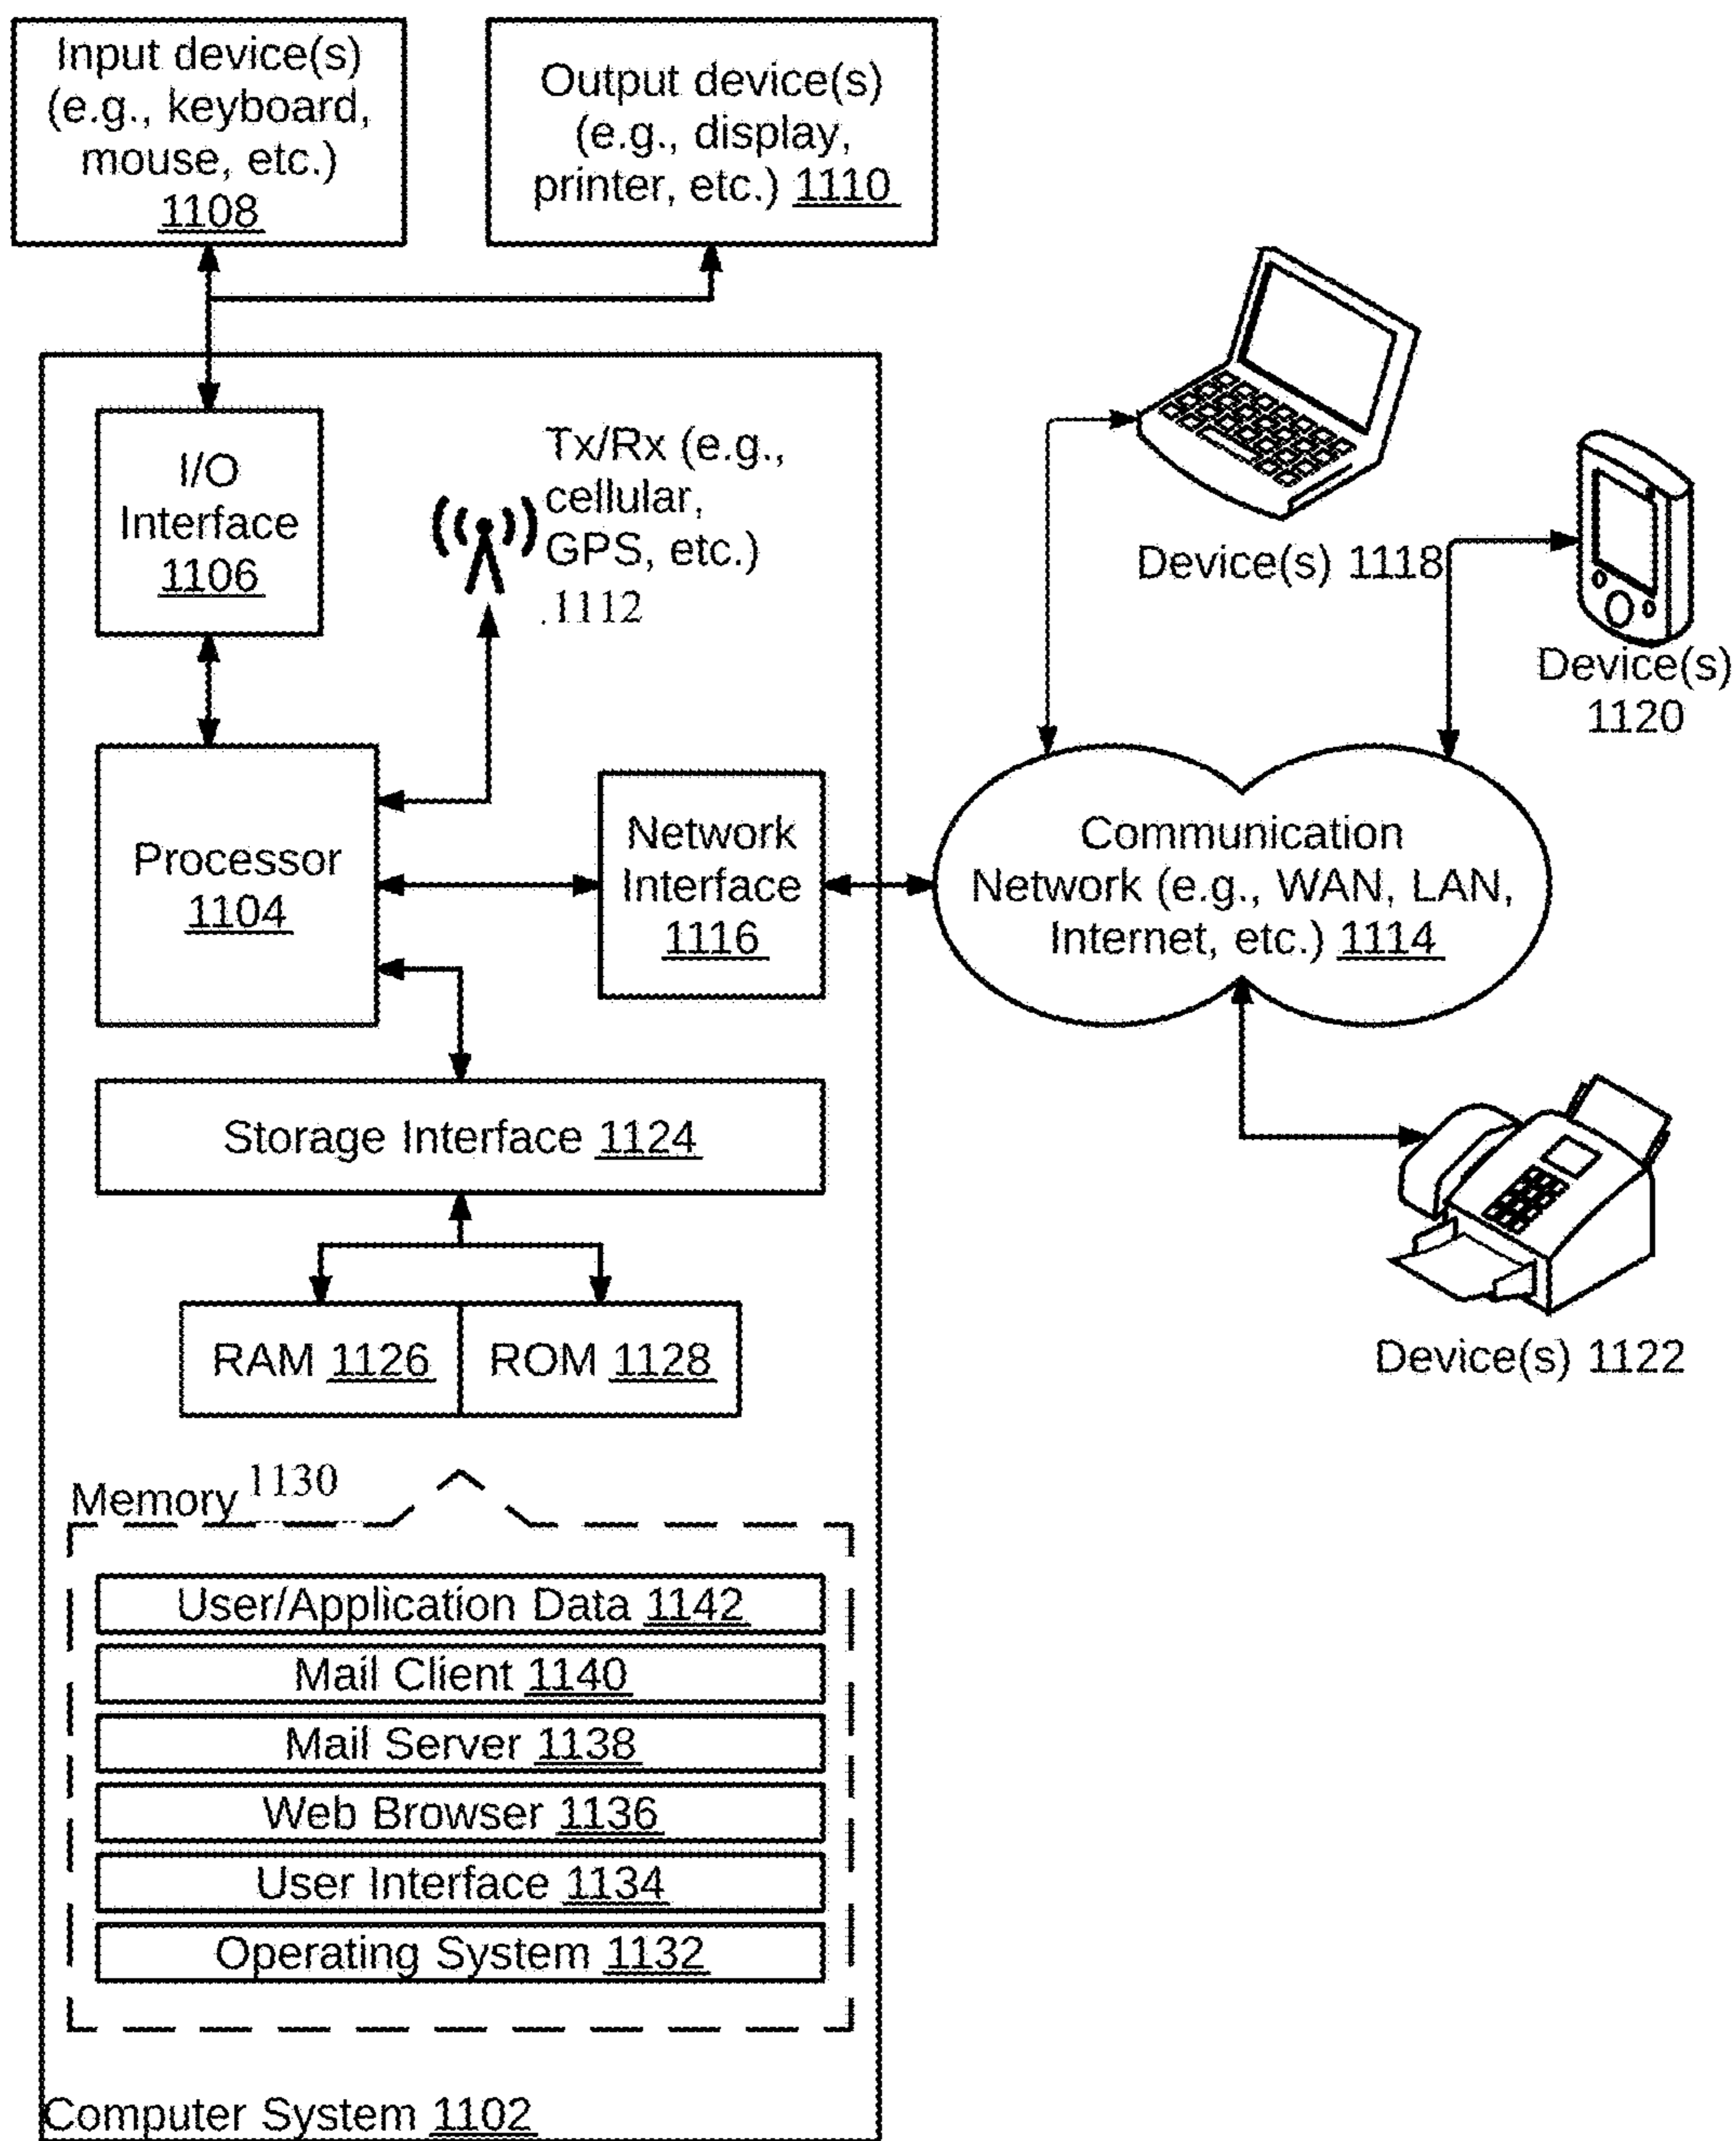 Input device(s)
(e.g., keyboard,
mouse, etc.)
1108
Output device(s)
(e.g., display,
printer, etc.) 1110
I/O
Interface
1106
Tx/Rx (e.g.,
cellular,
GPS, etc.)
.1112
Device(s) 1118
Device(s)
1120
Processor
1104
Network
Interface
1116
Communication
Network (e.g., WAN, LAN,
Internet, etc.) 1114
Storage Interface 1124
RAM 1126
ROM 1128
Device(s) 1122
Memory 1130
User/Application Data 1142
Mail Client 1140
Mail Server 1138
Web Browser 1136
User Interface 1134
Operating System 1132
Computer System 1102